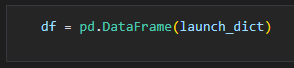 df = pd.DataFrame(launch_dict)